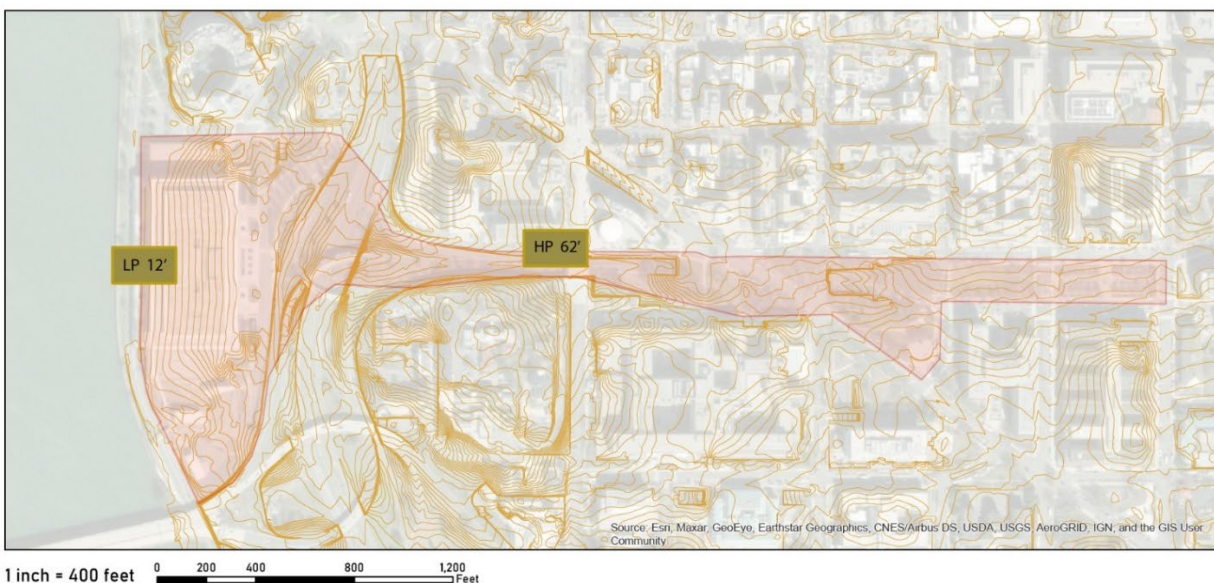 HP 62'
LP 12'
Source: Esri, Maxar, GeoEye, Earthstar Geographics, CNES/Airbus DS, USDA, USGS, AeroGRID, IGN, and the GIS User
Community
1 inch = 400 feet
0 200 400 800 1,200
Feet